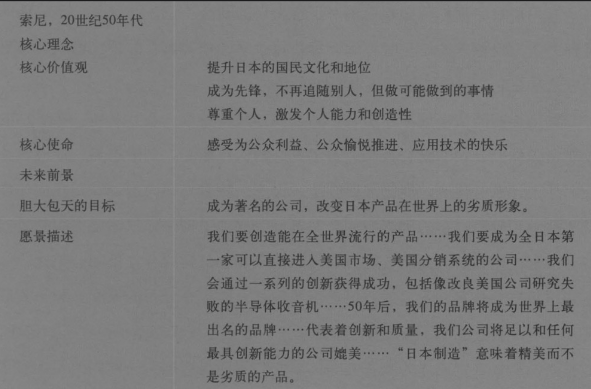 索尼，20世纪50年代
核心理念
核心价值观 提升日本的国民文化和地位
成为先锋，不再追随别人，但做可能做到的事情
尊重个人，激发个人能力和创造性
核心使命 感受为公众利益、公众愉悦推进、应用技术的快乐
未来前景
胆大包天的目标 成为著名的公司，改变日本产品在世界上的劣质形象。
愿景描述 我们要创造能在全世界流行的产品……我们要成为全日本第
一家可以直接进入美国市场、美国分销系统的公司……我们
会通过一系列的创新获得成功，包括像改良美国公司研究失
败的半导体收音机……50年后，我们的品牌将成为世界上最
出名的品牌……代表着创新和质量，我们公司将足以和任何
最具创新能力的公司媲美……“日本制造”意味着精美而不
是劣质的产品。